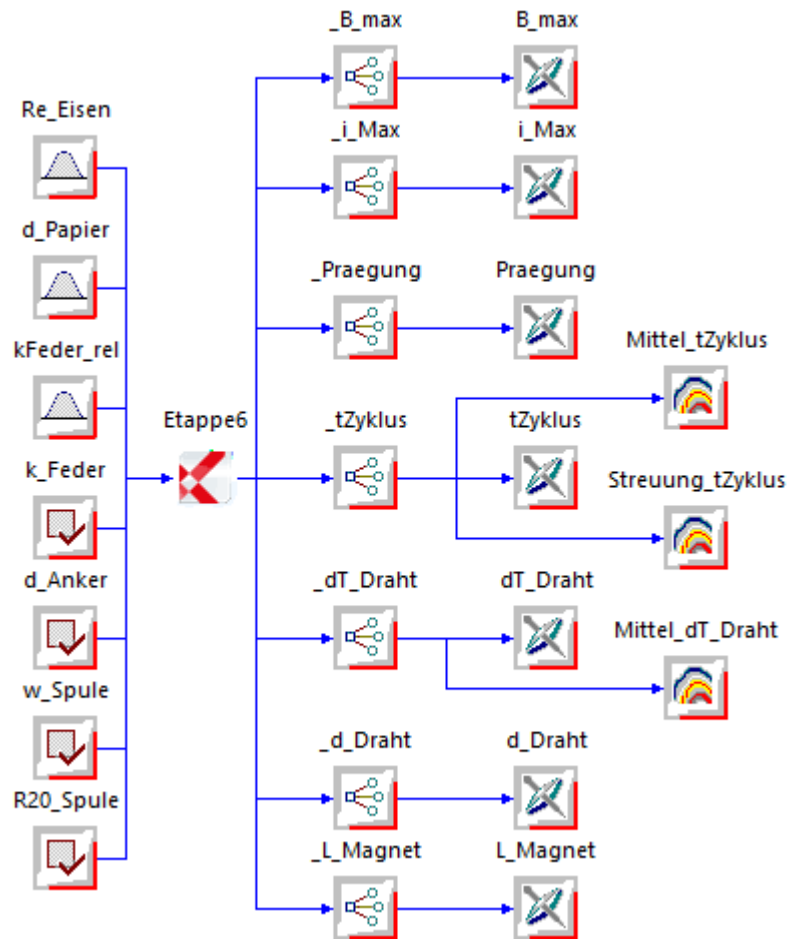 Re_Eisen
d_Papier
kFeder_rel
k_Feder
d_Anker
w_Spule
R20_Spule
Etappe6
_B_max
B_max
_i_Max
i_Max
_Praegung
Praegung
_tZyklus
tZyklus
Mittel_tZyklus
Streuung_tZyklus
_dT_Draht
dT_Draht
Mittel_dT_Draht
_d_Draht
d_Draht
_L_Magnet
L_Magnet